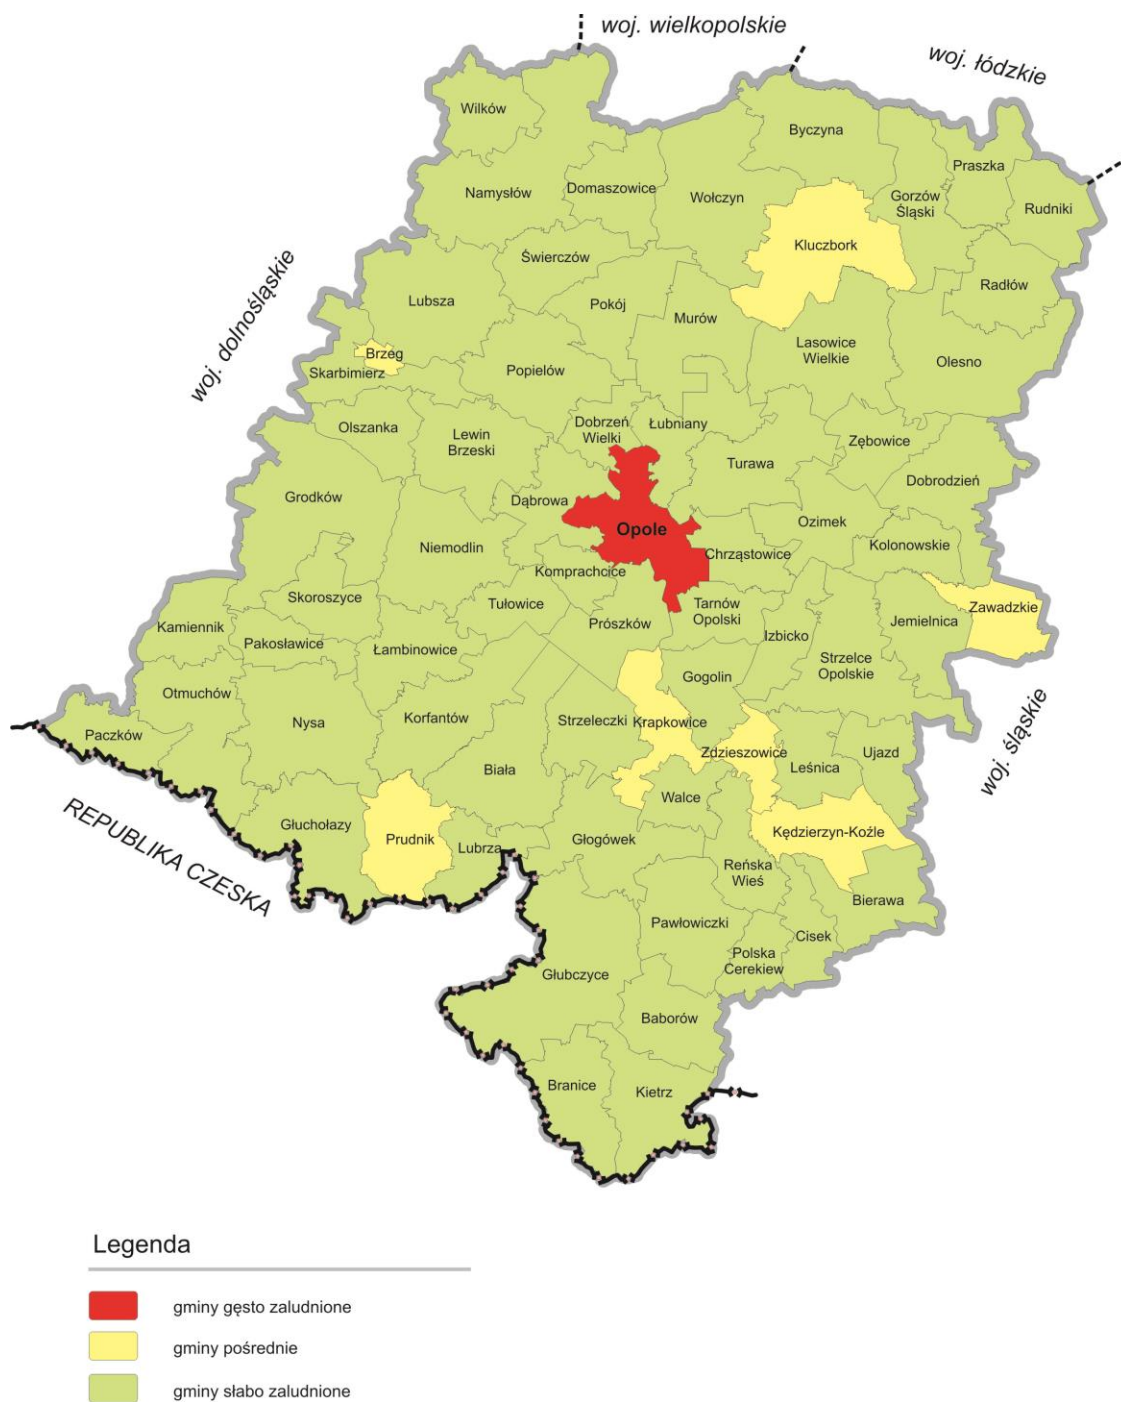 woj. wielkopolskie
woj. łódzkie
Wilków
Byczyna
Praszka
Namysłów
Domaszowice
Wołczyn
Gorzów
Śląski
Rudniki
Kluczbork
Świerczów
Radłów
woj. dolnośląskie
Lubsza
Pokój
Murów
Lasowice
Wielkie
Olesno
Brzeg
Skarbimierz
Popielów
Olszanka
Lewin
Brzeski
Dobrzeń
Wielki
Łubniany
Zębowice
Turawa
Dobrodzień
Grodków
Dąbrowa
Opole
Ozimek
Niemodlin
Chrząstowice
Kolonowskie
Komprachcice
Skoroszyce
Tułowice
Tarnów
Opolski
Zawadzkie
Kamiennik
Pakosławice
Łambinowice
Prószków
Izbicko
Jemielnica
Strzelce
Opolskie
Otmuchów
Gogolin
Nysa
Korfantów
Strzeleczki
Krapkowice
Paczków
Zdzieszowice
Ujazd
woj. śląskie
Biała
Leśnica
Walce
REPUBLIKA CZESKA
Głuchołazy
Prudnik
Lubrza
Głogówek
Kędzierzyn-Koźle
Reńska
Wieś
Bierawa
Pawłowiczki
Cisek
Polska
Cerekiew
Głubczyce
Baborów
Branice
Kietrz
Legenda
gminy gęsto zaludnione
gminy pośrednie
gminy słabo zaludnione